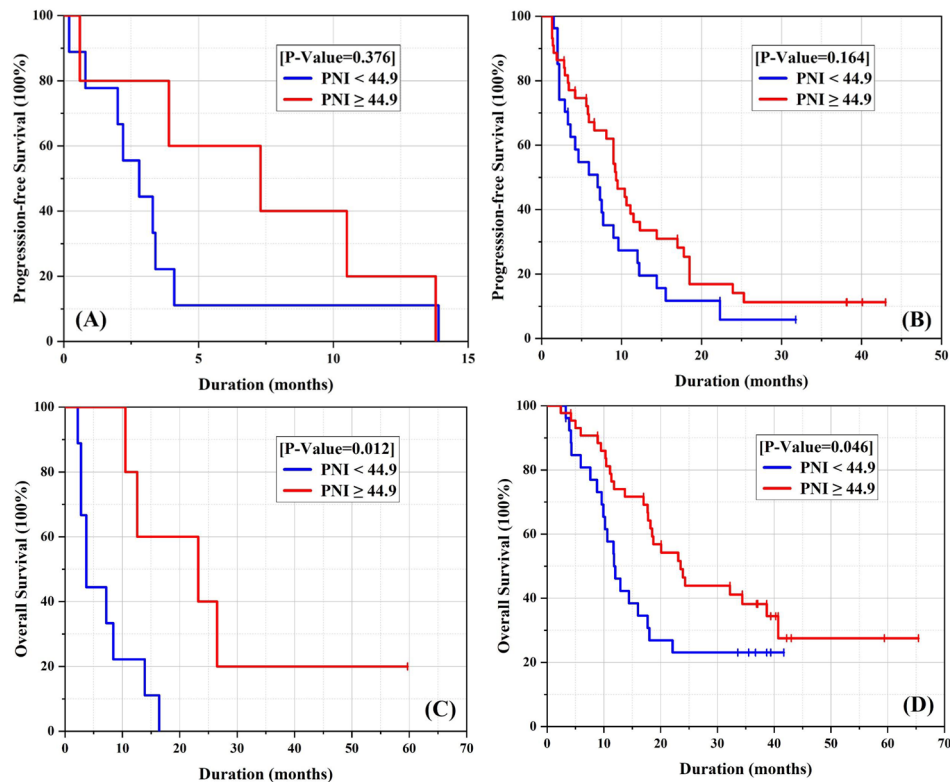 [P-Value=0.376]
PNI < 44.9
PNI ≥ 44.9
Progresssion-free Survival (100%)
100
80
60
40
20
0
(A)
0 5 10 15
Duration (months)
[P-Value=0.164]
PNI < 44.9
PNI ≥ 44.9
Progresssion-free Survival (100%)
100
80
60
40
20
0
(B)
0 10 20 30 40 50
Duration (months)
[P-Value=0.012]
PNI < 44.9
PNI ≥ 44.9
Overall Survival (100%)
100
80
60
40
20
0
(C)
0 10 20 30 40 50 60 70
Duration (months)
[P-Value=0.046]
PNI < 44.9
PNI ≥ 44.9
Overall Survival (100%)
100
80
60
40
20
0
(D)
0 10 20 30 40 50 60 70
Duration (months)